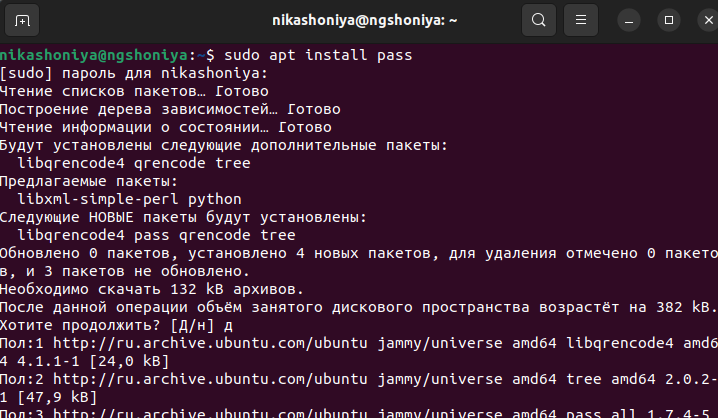 nikashoniya@ngshoniya: ~
nikashoniya@ngshoniya:~$ sudo apt install pass
[sudo] пароль для nikashoniya:
Чтение списков пакетов… Готово
Построение дерева зависимостей… Готово
Чтение информации о состоянии… Готово
Будут установлены следующие дополнительные пакеты:
  libqrencode4 qrencode tree
Предлагаемые пакеты:
  libxml-simple-perl python
Следующие НОВЫЕ пакеты будут установлены:
  libqrencode4 pass qrencode tree
Обновлено 0 пакетов, установлено 4 новых пакетов, для удаления отмечено 0 пакето
в, и 3 пакетов не обновлено.
Необходимо скачать 132 kB архивов.
После данной операции объём занятого дискового пространства возрастёт на 382 kB.
Хотите продолжить? [Д/н] д
Пол:1 http://ru.archive.ubuntu.com/ubuntu jammy/universe amd64 libqrencode4 amd6
4 4.1.1-1 [24,0 kB]
Пол:2 http://ru.archive.ubuntu.com/ubuntu jammy/universe amd64 tree amd64 2.0.2-
1 [47,9 kB]
Пол:3 http://ru.archive.ubuntu.com/ubuntu jammy/universe amd64 pass all 1.7.4-5